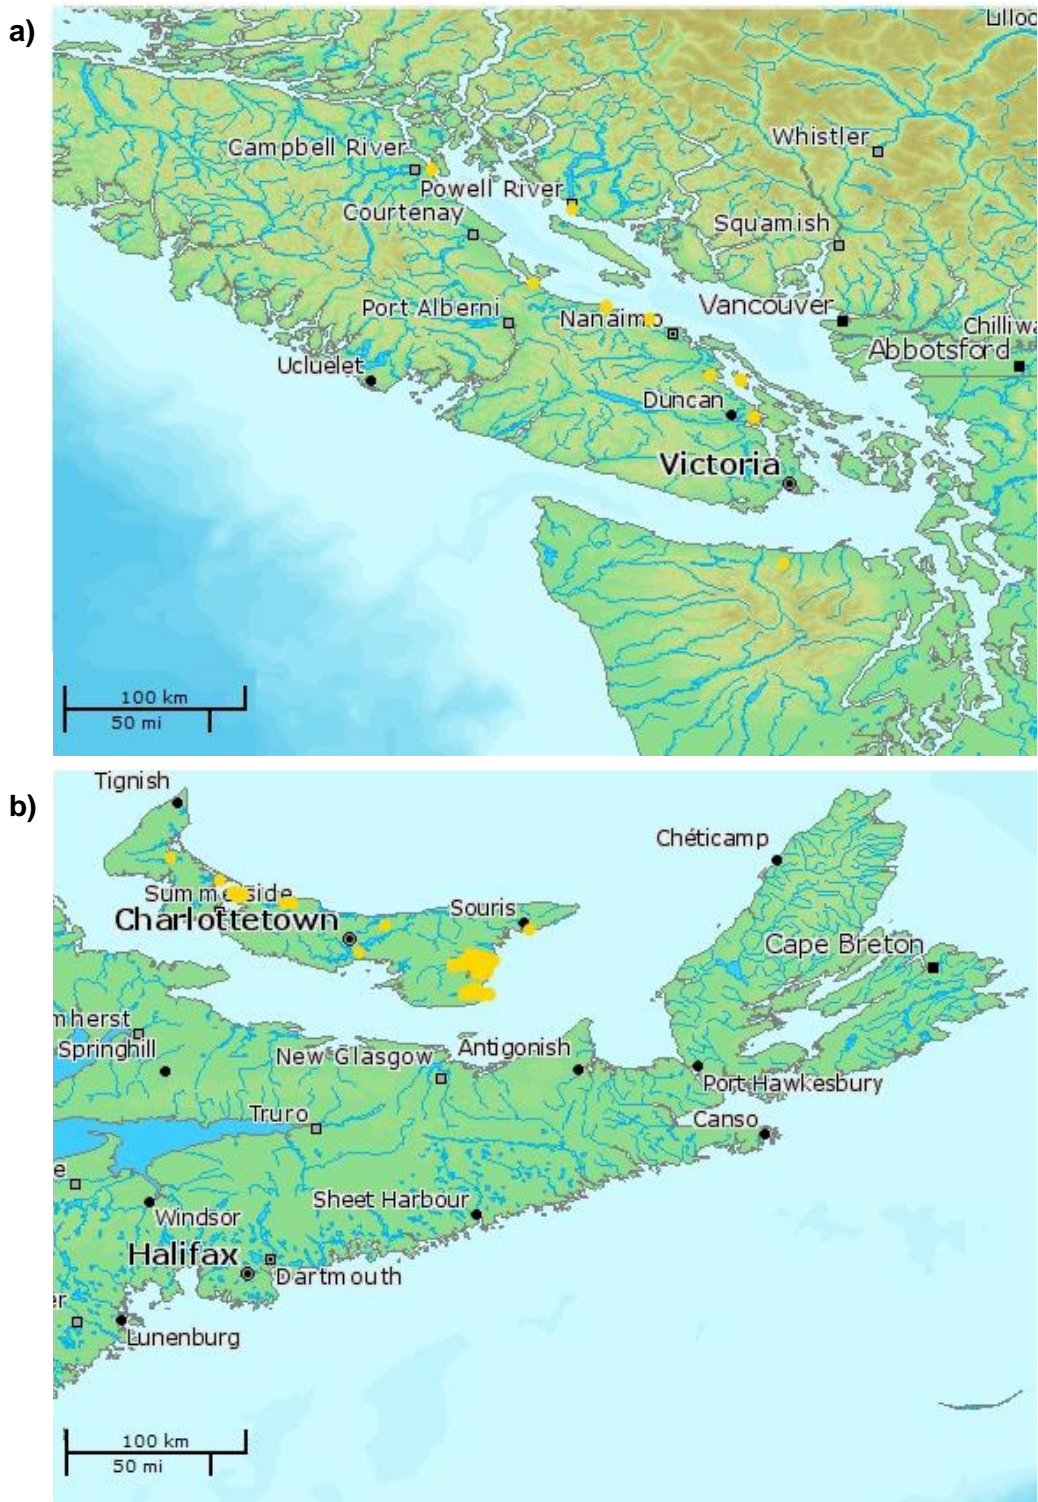 a)
Lilloo
Whistler
Campbell River
Powell River
Courtenay
Squamish
Port Alberni
Nanaimo
Vancouver
Chilliwa
Abbotsford
Ucluelet
Duncan
Victoria
100 km
50 mi
b)
Tignish
Chéticamp
Summerside
Charlottetown
Souris
Cape Breton
mherst
Springhill
New Glasgow
Antigonish
Port Hawkesbury
Truro
Canso
e
Sheet Harbour
Windsor
Halifax
Dartmouth
er
Lunenburg
100 km
50 mi